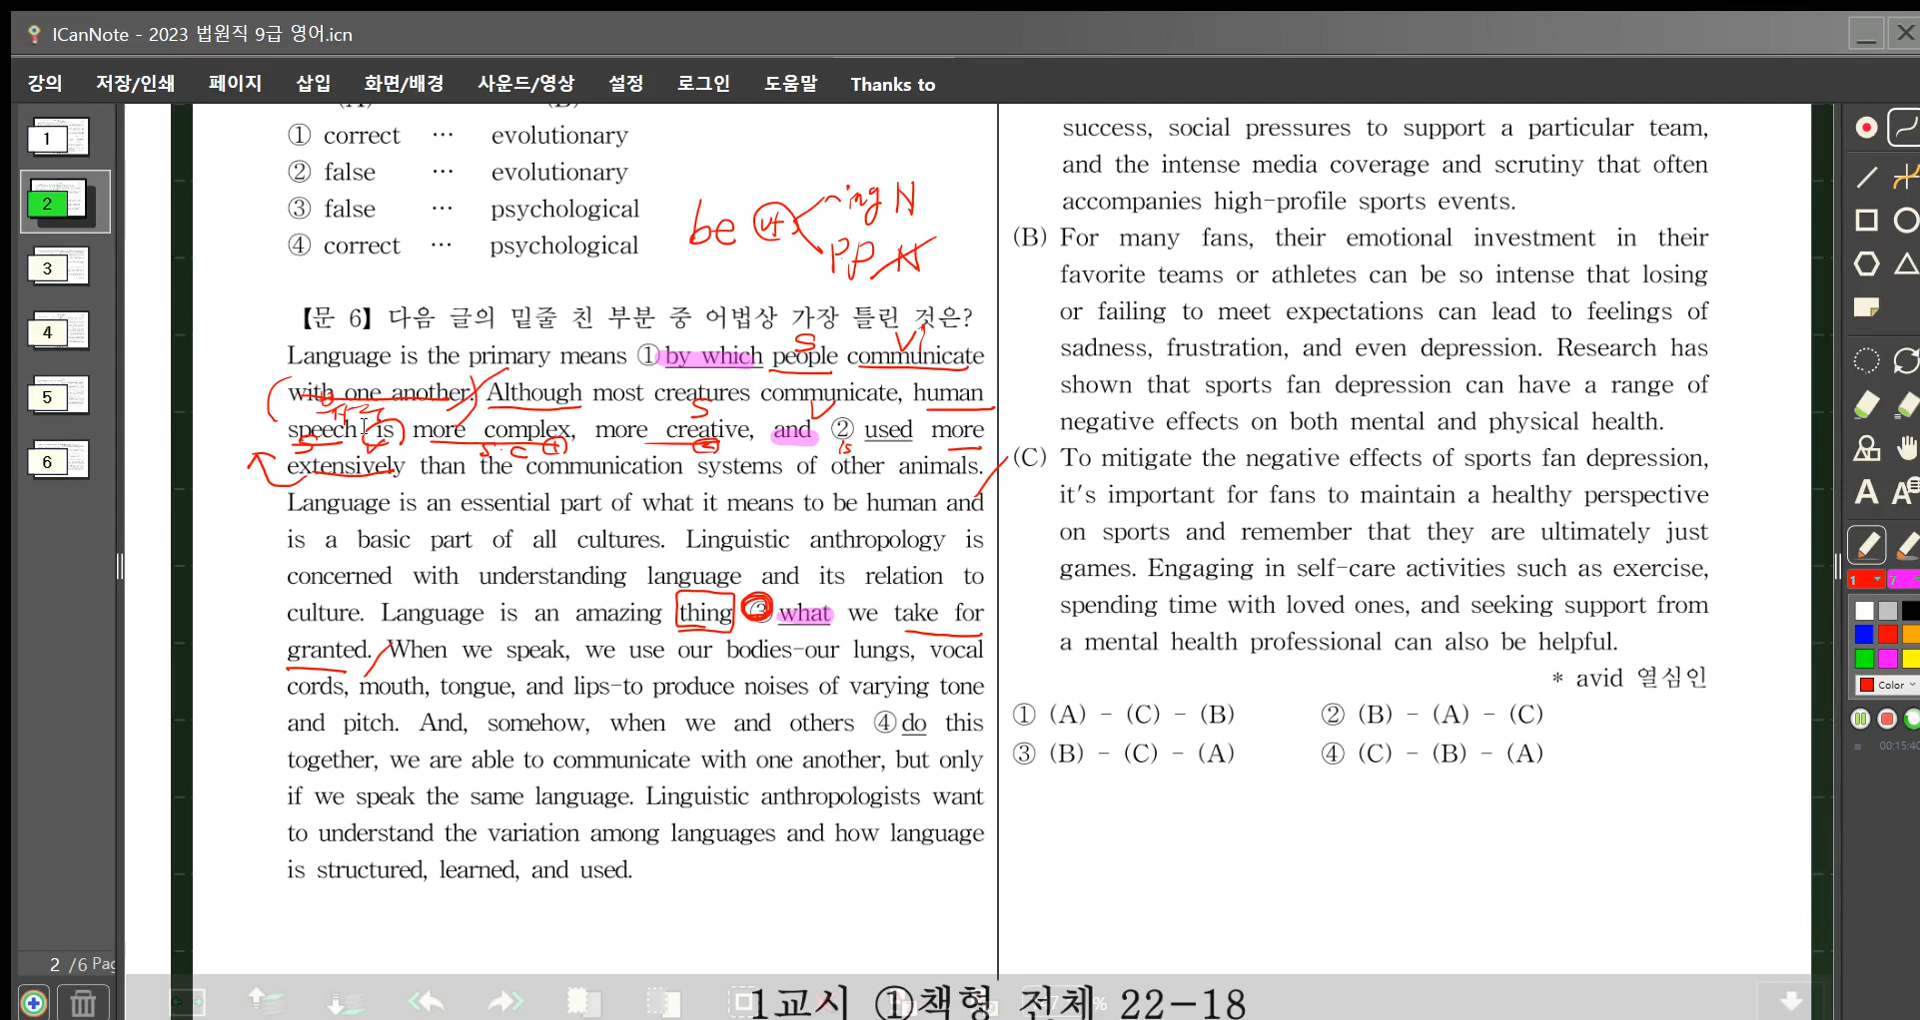 ICanNote - 2023 법원직 9급 영어.icn
강의 저장/인쇄 페이지 삽입 화면/배경 사운드/영상 설정 로그인 도움말 Thanks to
1
2
3
4
5
6
2 /6 Pag
(A) (B)
① correct … evolutionary
② false … evolutionary
③ false … psychological
④ correct … psychological
be ing N
P.P N
【문 6】 다음 글의 밑줄 친 부분 중 어법상 가장 틀린 것은?
S
Language is the primary means ① by which people communicate
with one another. Although most creatures communicate, human
S V
speech is more complex, more creative, and ② used more
S S.C is
extensively than the communication systems of other animals.
Language is an essential part of what it means to be human and
is a basic part of all cultures. Linguistic anthropology is
concerned with understanding language and its relation to
culture. Language is an amazing thing ③ what we take for
granted. When we speak, we use our bodies-our lungs, vocal
cords, mouth, tongue, and lips-to produce noises of varying tone
and pitch. And, somehow, when we and others ④ do this
together, we are able to communicate with one another, but only
if we speak the same language. Linguistic anthropologists want
to understand the variation among languages and how language
is structured, learned, and used.
success, social pressures to support a particular team,
and the intense media coverage and scrutiny that often
accompanies high-profile sports events.
(B) For many fans, their emotional investment in their
favorite teams or athletes can be so intense that losing
or failing to meet expectations can lead to feelings of
sadness, frustration, and even depression. Research has
shown that sports fan depression can have a range of
negative effects on both mental and physical health.
(C) To mitigate the negative effects of sports fan depression,
it's important for fans to maintain a healthy perspective
on sports and remember that they are ultimately just
games. Engaging in self-care activities such as exercise,
spending time with loved ones, and seeking support from
a mental health professional can also be helpful.
* avid 열심인
① (A) - (C) - (B) ② (B) - (A) - (C)
③ (B) - (C) - (A) ④ (C) - (B) - (A)
1교시 ①책형 전체 22-18
%
A A
1 7
Color
00:15:40